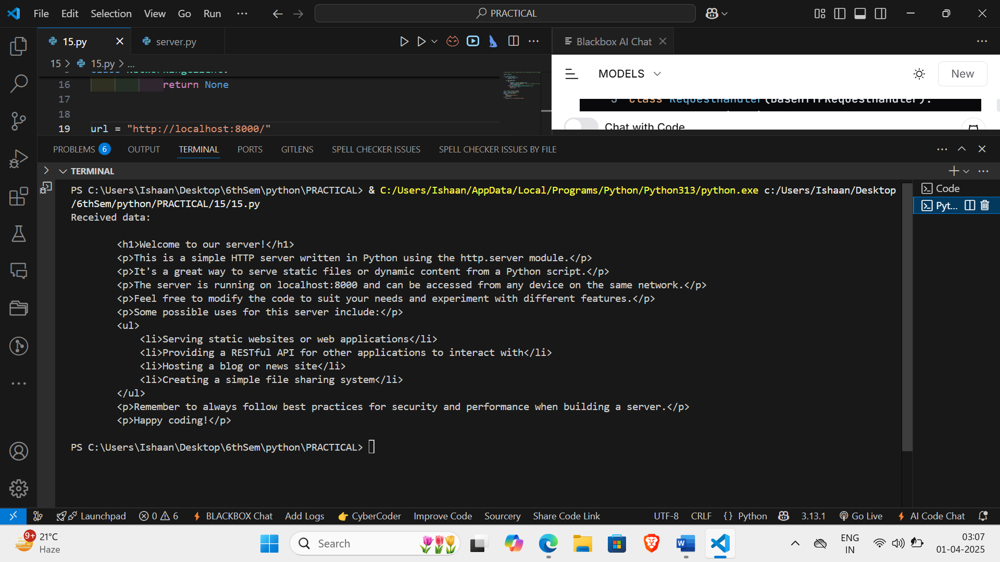 File Edit Selection View Go Run ... PRACTICAL
15.py server.py Blackbox AI Chat
15 > 15.py > ...
MODELS New
16 return None
17
18
19 url = "http://localhost:8000/"
Chat with Code
PROBLEMS 6 OUTPUT TERMINAL PORTS GITLENS SPELL CHECKER ISSUES SPELL CHECKER ISSUES BY FILE
TERMINAL
PS C:\Users\Ishaan\Desktop\6thSem\python\PRACTICAL> & C:/Users/Ishaan/AppData/Local/Programs/Python/Python313/python.exe c:/Users/Ishaan/Desktop
/6thSem/python/PRACTICAL/15/15.py
Received data:
<h1>Welcome to our server!</h1>
<p>This is a simple HTTP server written in Python using the http.server module.</p>
<p>It's a great way to serve static files or dynamic content from a Python script.</p>
<p>The server is running on localhost:8000 and can be accessed from any device on the same network.</p>
<p>Feel free to modify the code to suit your needs and experiment with different features.</p>
<p>Some possible uses for this server include:</p>
<ul>
<li>Serving static websites or web applications</li>
<li>Providing a RESTful API for other applications to interact with</li>
<li>Hosting a blog or news site</li>
<li>Creating a simple file sharing system</li>
</ul>
<p>Remember to always follow best practices for security and performance when building a server.</p>
<p>Happy coding!</p>
PS C:\Users\Ishaan\Desktop\6thSem\python\PRACTICAL>
Code
Pyt...
Launchpad 0 6 BLACKBOX Chat Add Logs CyberCoder Improve Code Sourcery Share Code Link UTF-8 CRLF {} Python 3.13.1 Go Live AI Code Chat
9+ 21°C
Haze
Search
ENG
IN
03:07
01-04-2025